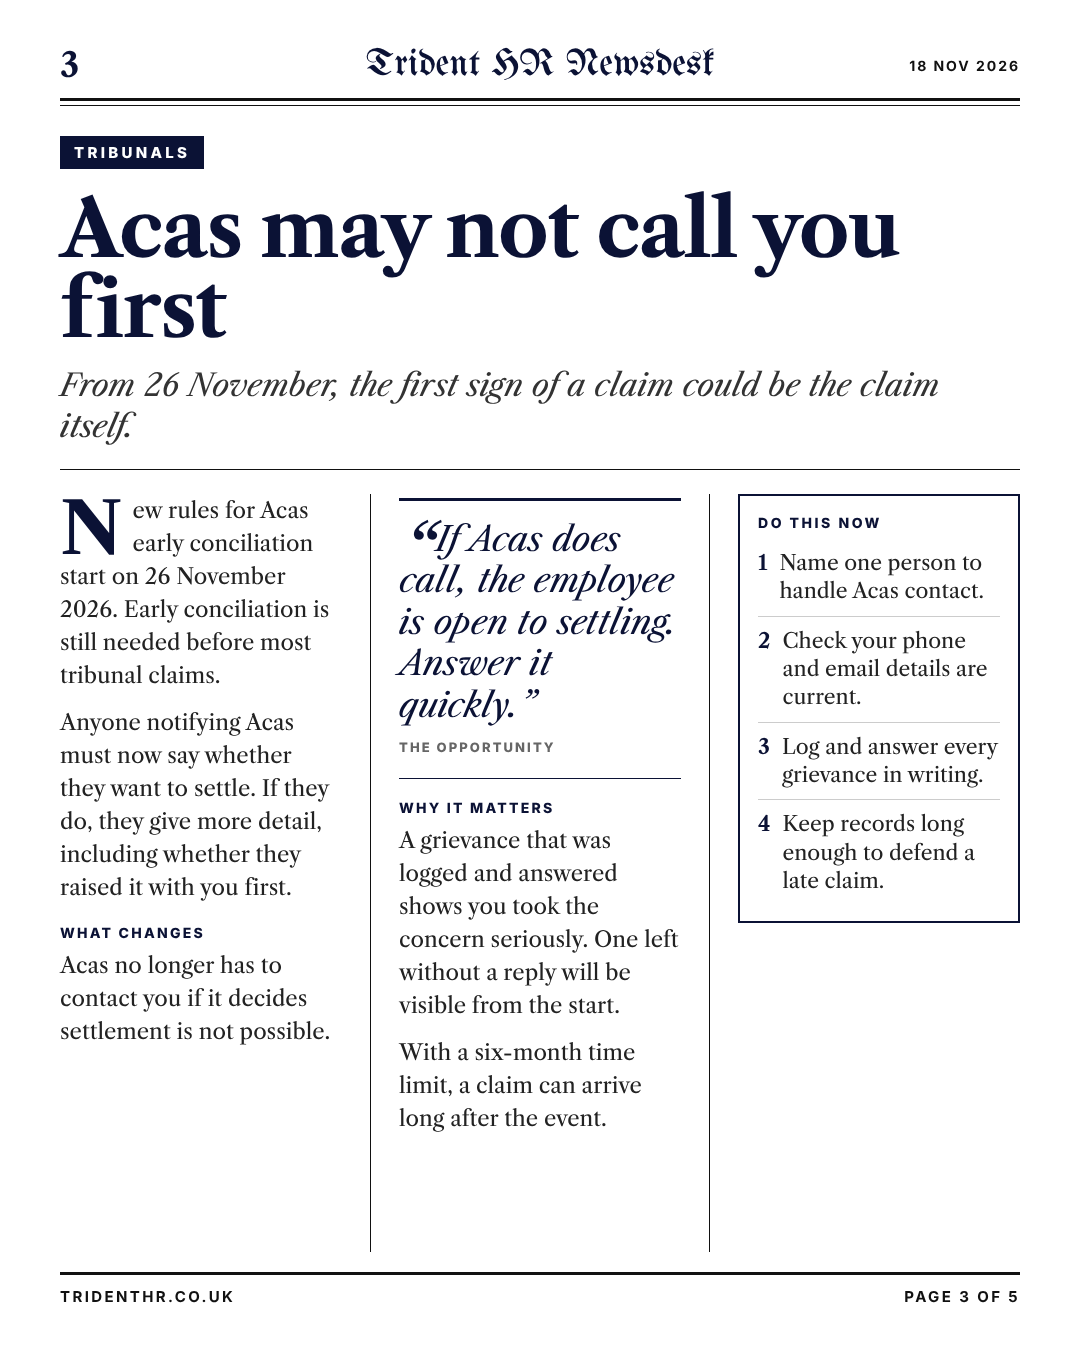 3
Trident HR Newsdesk
18 NOV 2026
TRIBUNALS
Acas may not call you
first
From 26 November, the first sign of a claim could be the claim
itself.
New rules for Acas
early conciliation
start on 26 November
2026. Early conciliation is
still needed before most
tribunal claims.
Anyone notifying Acas
must now say whether
they want to settle. If they
do, they give more detail,
including whether they
raised it with you first.
WHAT CHANGES
Acas no longer has to
contact you if it decides
settlement is not possible.
“If Acas does
call, the employee
is open to settling.
Answer it
quickly.”
THE OPPORTUNITY
WHY IT MATTERS
A grievance that was
logged and answered
shows you took the
concern seriously. One left
without a reply will be
visible from the start.
With a six-month time
limit, a claim can arrive
long after the event.
DO THIS NOW
1 Name one person to
handle Acas contact.
2 Check your phone
and email details are
current.
3 Log and answer every
grievance in writing.
4 Keep records long
enough to defend a
late claim.
TRIDENTHR.CO.UK
PAGE 3 OF 5